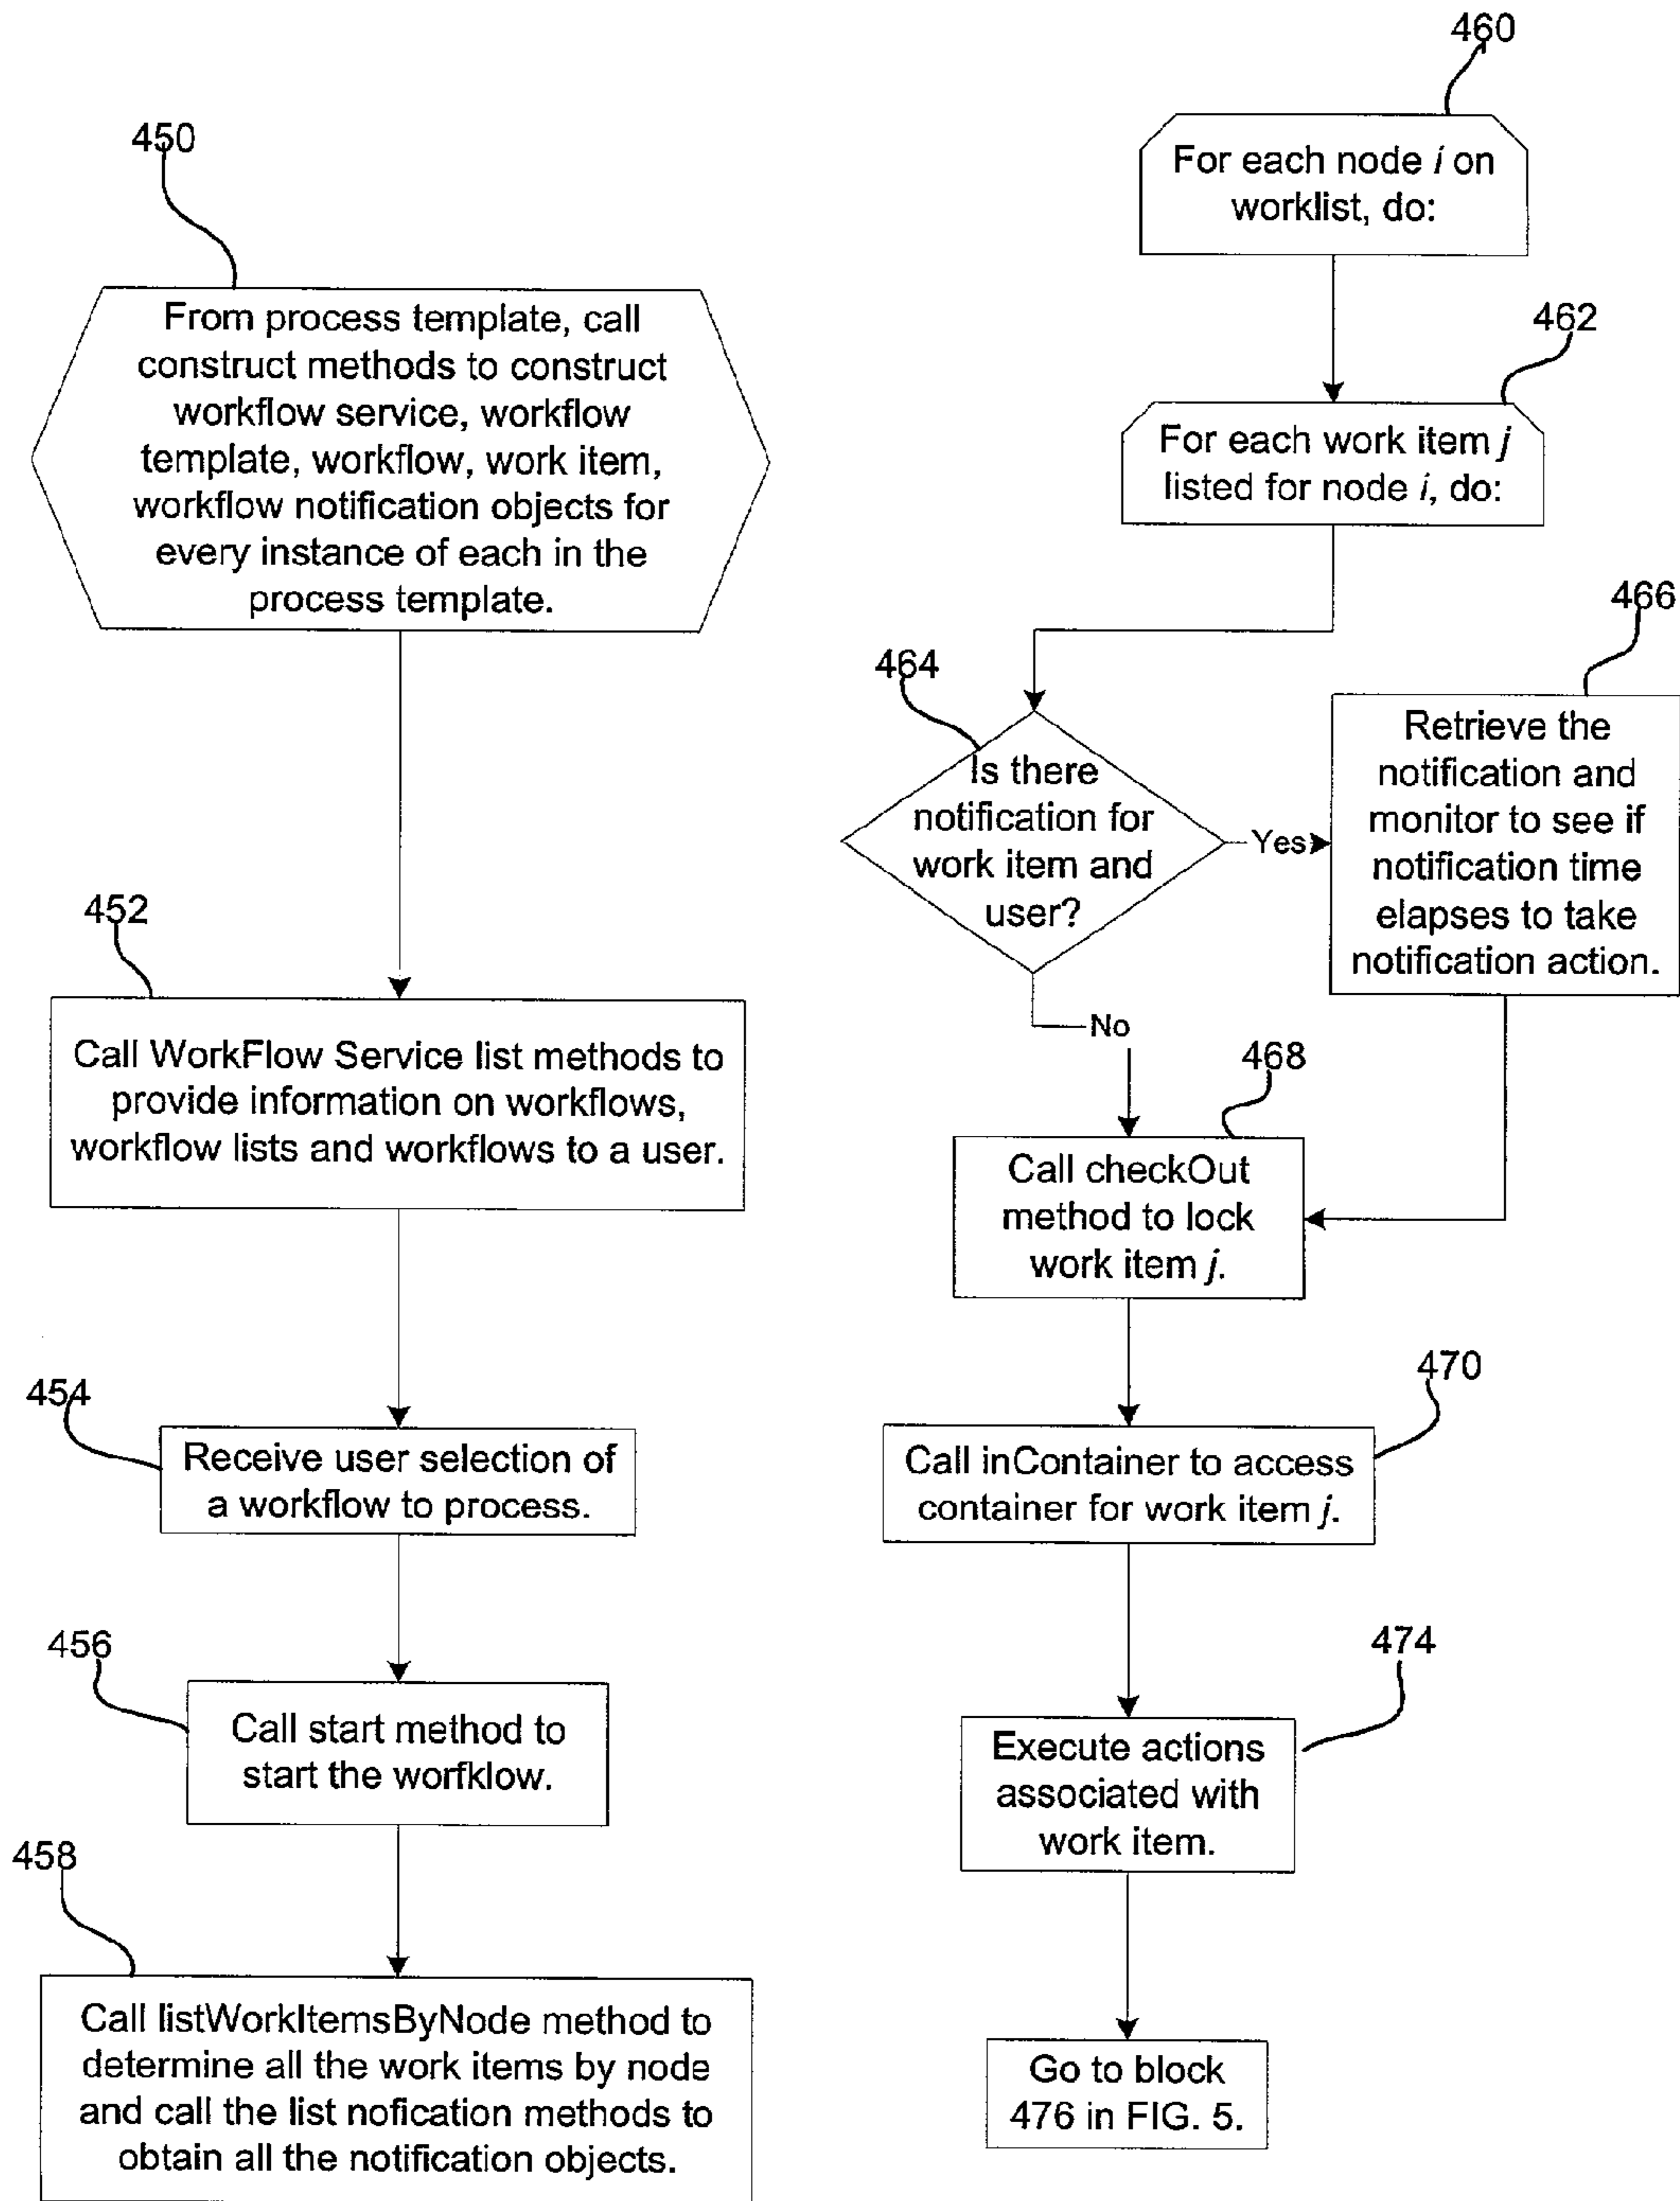 450
From process template, call
construct methods to construct
workflow service, workflow
template, workflow, work item,
workflow notification objects for
every instance of each in the
process template.
452
Call WorkFlow Service list methods to
provide information on workflows,
workflow lists and workflows to a user.
454
Receive user selection of
a workflow to process.
456
Call start method to
start the worfklow.
458
Call listWorkItemsByNode method to
determine all the work items by node
and call the list nofication methods to
obtain all the notification objects.
460
For each node i on
worklist, do:
462
For each work item j
listed for node i, do:
464
Is there
notification for
work item and
user?
Yes
No
466
Retrieve the
notification and
monitor to see if
notification time
elapses to take
notification action.
468
Call checkOut
method to lock
work item j.
470
Call inContainer to access
container for work item j.
474
Execute actions
associated with
work item.
Go to block
476 in FIG. 5.